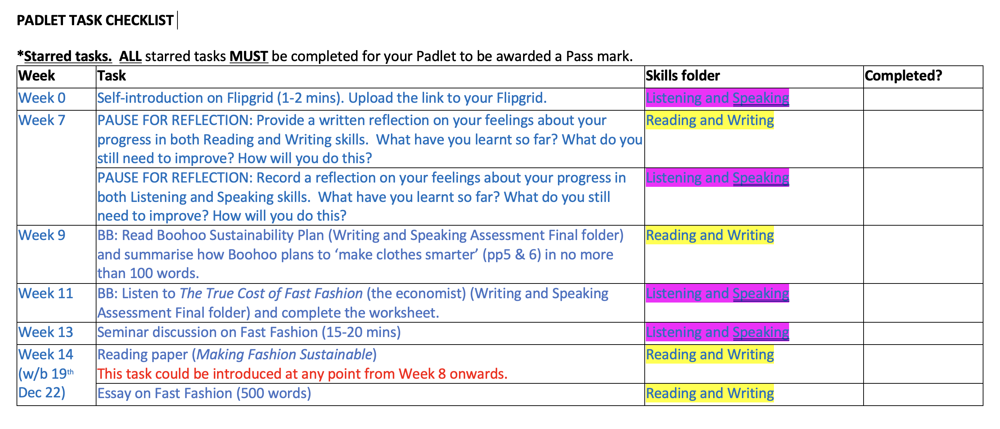 PADLET TASK CHECKLIST
*Starred tasks.  ALL starred tasks MUST be completed for your Padlet to be awarded a Pass mark.
Week Task Skills folder Completed?
Week 0 Self-introduction on Flipgrid (1-2 mins). Upload the link to your Flipgrid. Listening and Speaking
Week 7 PAUSE FOR REFLECTION: Provide a written reflection on your feelings about your Reading and Writing
progress in both Reading and Writing skills.  What have you learnt so far? What do you
still need to improve? How will you do this?
PAUSE FOR REFLECTION: Record a reflection on your feelings about your progress in Listening and Speaking
both Listening and Speaking skills.  What have you learnt so far? What do you still
need to improve? How will you do this?
Week 9 BB: Read Boohoo Sustainability Plan (Writing and Speaking Assessment Final folder) Reading and Writing
and summarise how Boohoo plans to ‘make clothes smarter’ (pp5 & 6) in no more
than 100 words.
Week 11 BB: Listen to The True Cost of Fast Fashion (the economist) (Writing and Speaking Listening and Speaking
Assessment Final folder) and complete the worksheet.
Week 13 Seminar discussion on Fast Fashion (15-20 mins) Listening and Speaking
Week 14 Reading paper (Making Fashion Sustainable) Reading and Writing
(w/b 19th This task could be introduced at any point from Week 8 onwards.
Dec 22) Essay on Fast Fashion (500 words) Reading and Writing